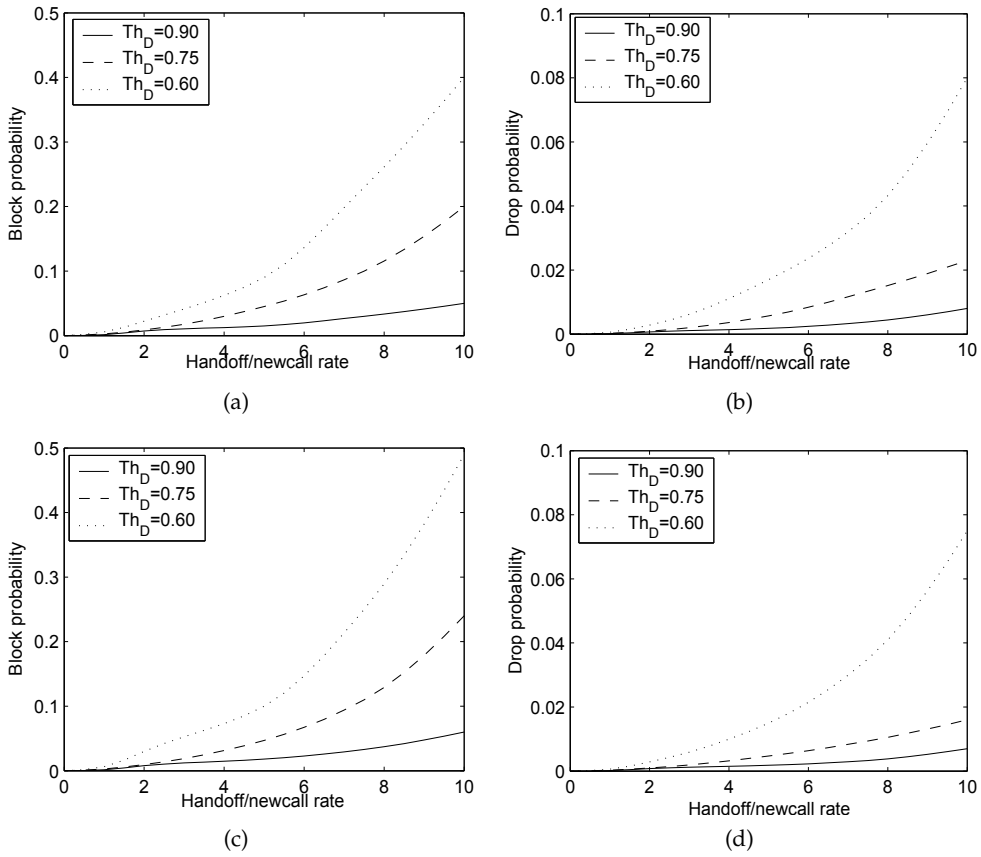 0.5
0.4
0.3
0.2
0.1
0
Block probability
Th_D=0.90
Th_D=0.75
Th_D=0.60
0 2 4 6 8 10
Handoff/newcall rate
(a)
0.1
0.08
0.06
0.04
0.02
0
Drop probability
Th_D=0.90
Th_D=0.75
Th_D=0.60
0 2 4 6 8 10
Handoff/newcall rate
(b)
0.5
0.4
0.3
0.2
0.1
0
Block probability
Th_D=0.90
Th_D=0.75
Th_D=0.60
0 2 4 6 8 10
Handoff/newcall rate
(c)
0.1
0.08
0.06
0.04
0.02
0
Drop probability
Th_D=0.90
Th_D=0.75
Th_D=0.60
0 2 4 6 8 10
Handoff/newcall rate
(d)